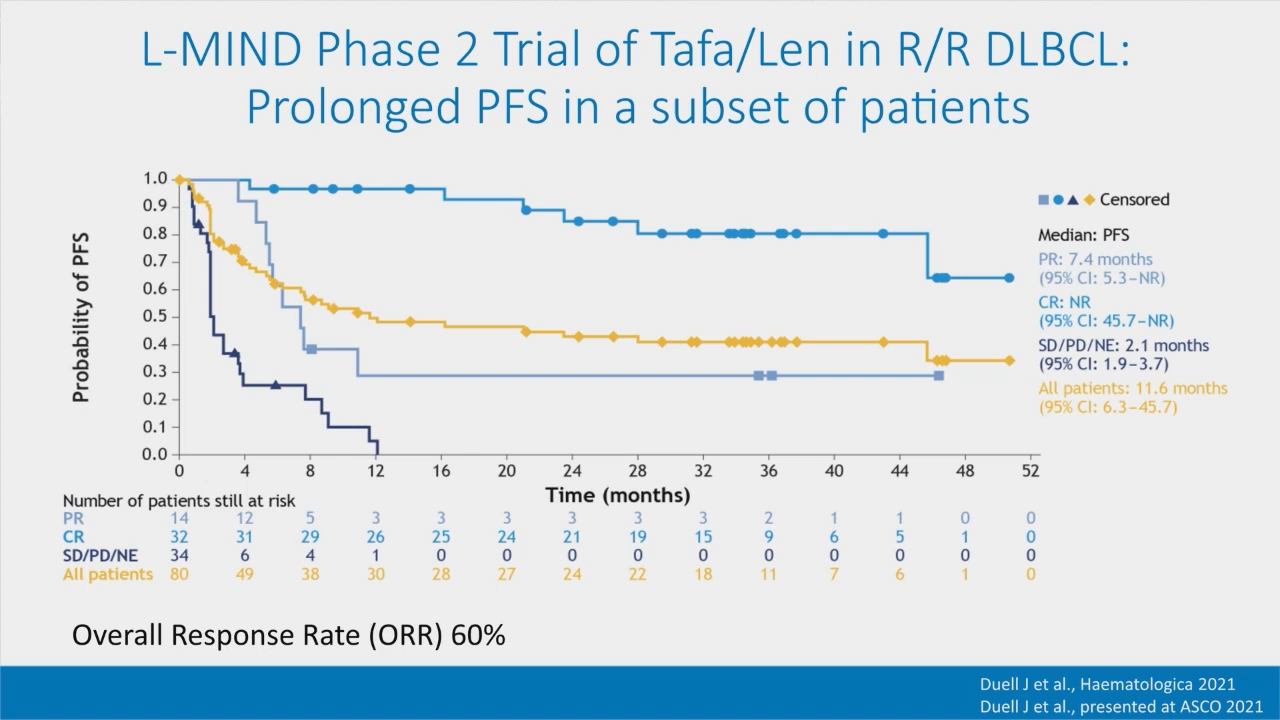 L-MIND Phase 2 Trial of Tafa/Len in R/R DLBCL:
Prolonged PFS in a subset of patients
Probability of PFS
1.0
0.9
0.8
0.7
0.6
0.5
0.4
0.3
0.2
0.1
0.0
0 4 8 12 16 20 24 28 32 36 40 44 48 52
Time (months)
Censored
Median: PFS
PR: 7.4 months
(95% CI: 5.3–NR)
CR: NR
(95% CI: 45.7–NR)
SD/PD/NE: 2.1 months
(95% CI: 1.9–3.7)
All patients: 11.6 months
(95% CI: 6.3–45.7)
Number of patients still at risk
PR 14 12 5 3 3 3 3 3 3 2 1 1 0 0
CR 32 31 29 26 25 24 21 19 15 9 6 5 1 0
SD/PD/NE 34 6 4 1 0 0 0 0 0 0 0 0 0 0
All patients 80 49 38 30 28 27 24 22 18 11 7 6 1 0
Overall Response Rate (ORR) 60%
Duell J et al., Haematologica 2021
Duell J et al., presented at ASCO 2021